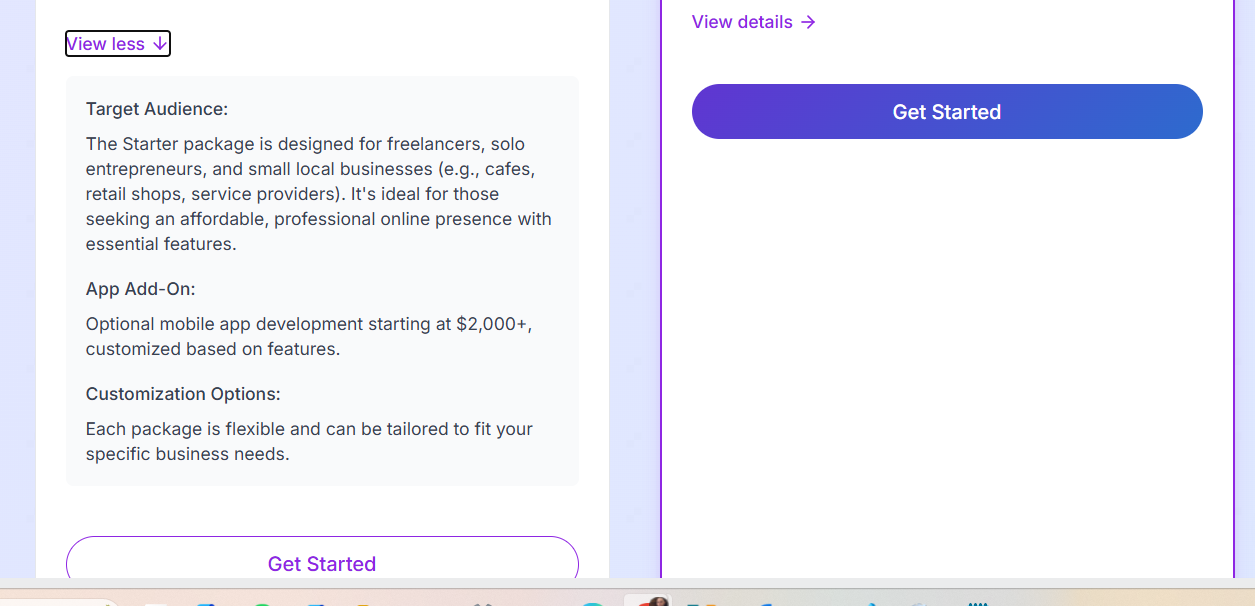 View less ↓
Target Audience:
The Starter package is designed for freelancers, solo
entrepreneurs, and small local businesses (e.g., cafes,
retail shops, service providers). It's ideal for those
seeking an affordable, professional online presence with
essential features.
App Add-On:
Optional mobile app development starting at $2,000+,
customized based on features.
Customization Options:
Each package is flexible and can be tailored to fit your
specific business needs.
Get Started
View details →
Get Started